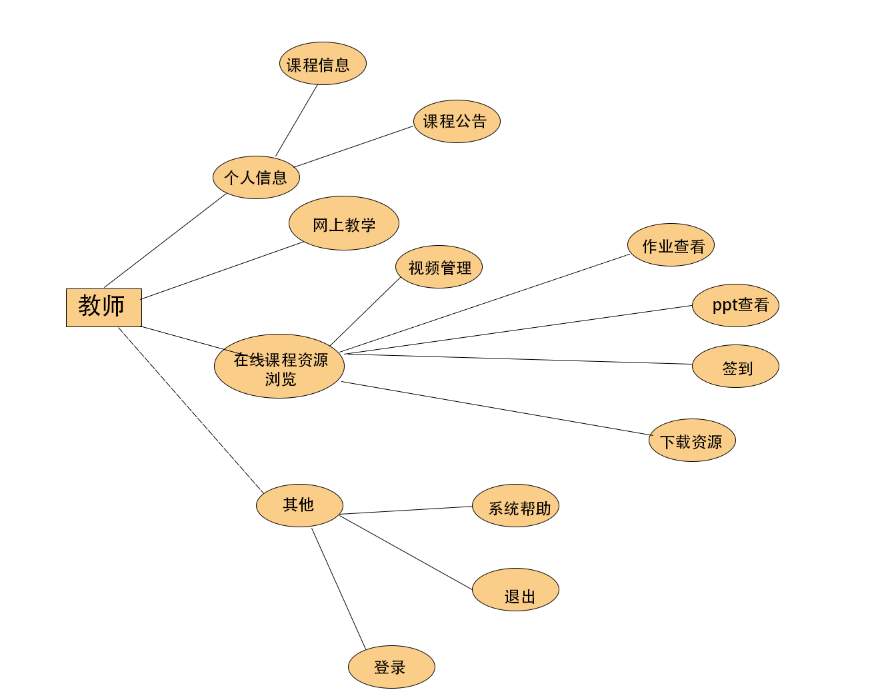 课程信息
课程公告
个人信息
网上教学
作业查看
视频管理
ppt查看
教师
在线课程资源
浏览
签到
下载资源
其他
系统帮助
退出
登录